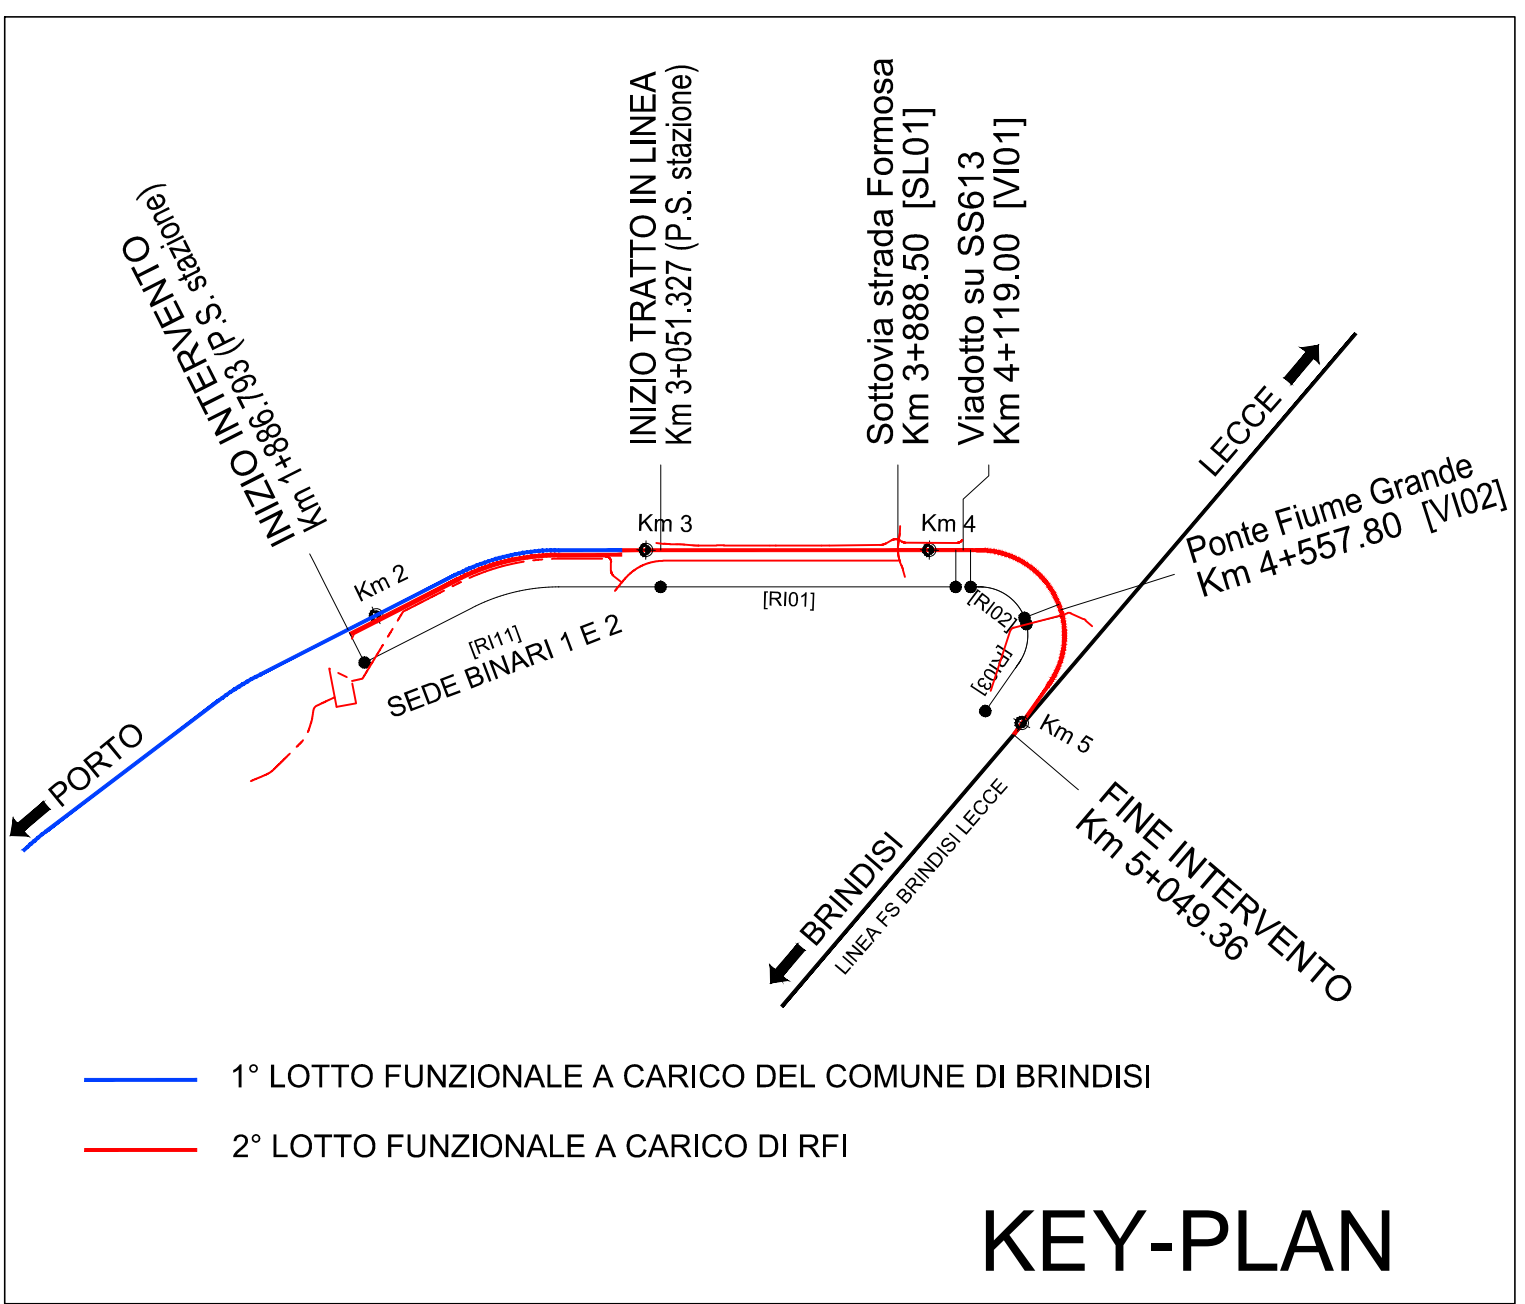 INIZIO INTERVENTO
Km 1+886.793 (P.S. stazione)
INIZIO TRATTO IN LINEA
Km 3+051.327 (P.S. stazione)
Sottovia strada Formosa
Km 3+888.50 [SL01]
Viadotto su SS613
Km 4+119.00 [VI01]
LECCE
Ponte Fiume Grande
Km 4+557.80 [VI02]
Km 2
Km 3
Km 4
[RI11]
SEDE BINARI 1 E 2
[RI01]
[RI02]
[RI03]
Km 5
PORTO
BRINDISI
LINEA FS BRINDISI LECCE
FINE INTERVENTO
Km 5+049.36
1° LOTTO FUNZIONALE A CARICO DEL COMUNE DI BRINDISI
2° LOTTO FUNZIONALE A CARICO DI RFI
KEY-PLAN